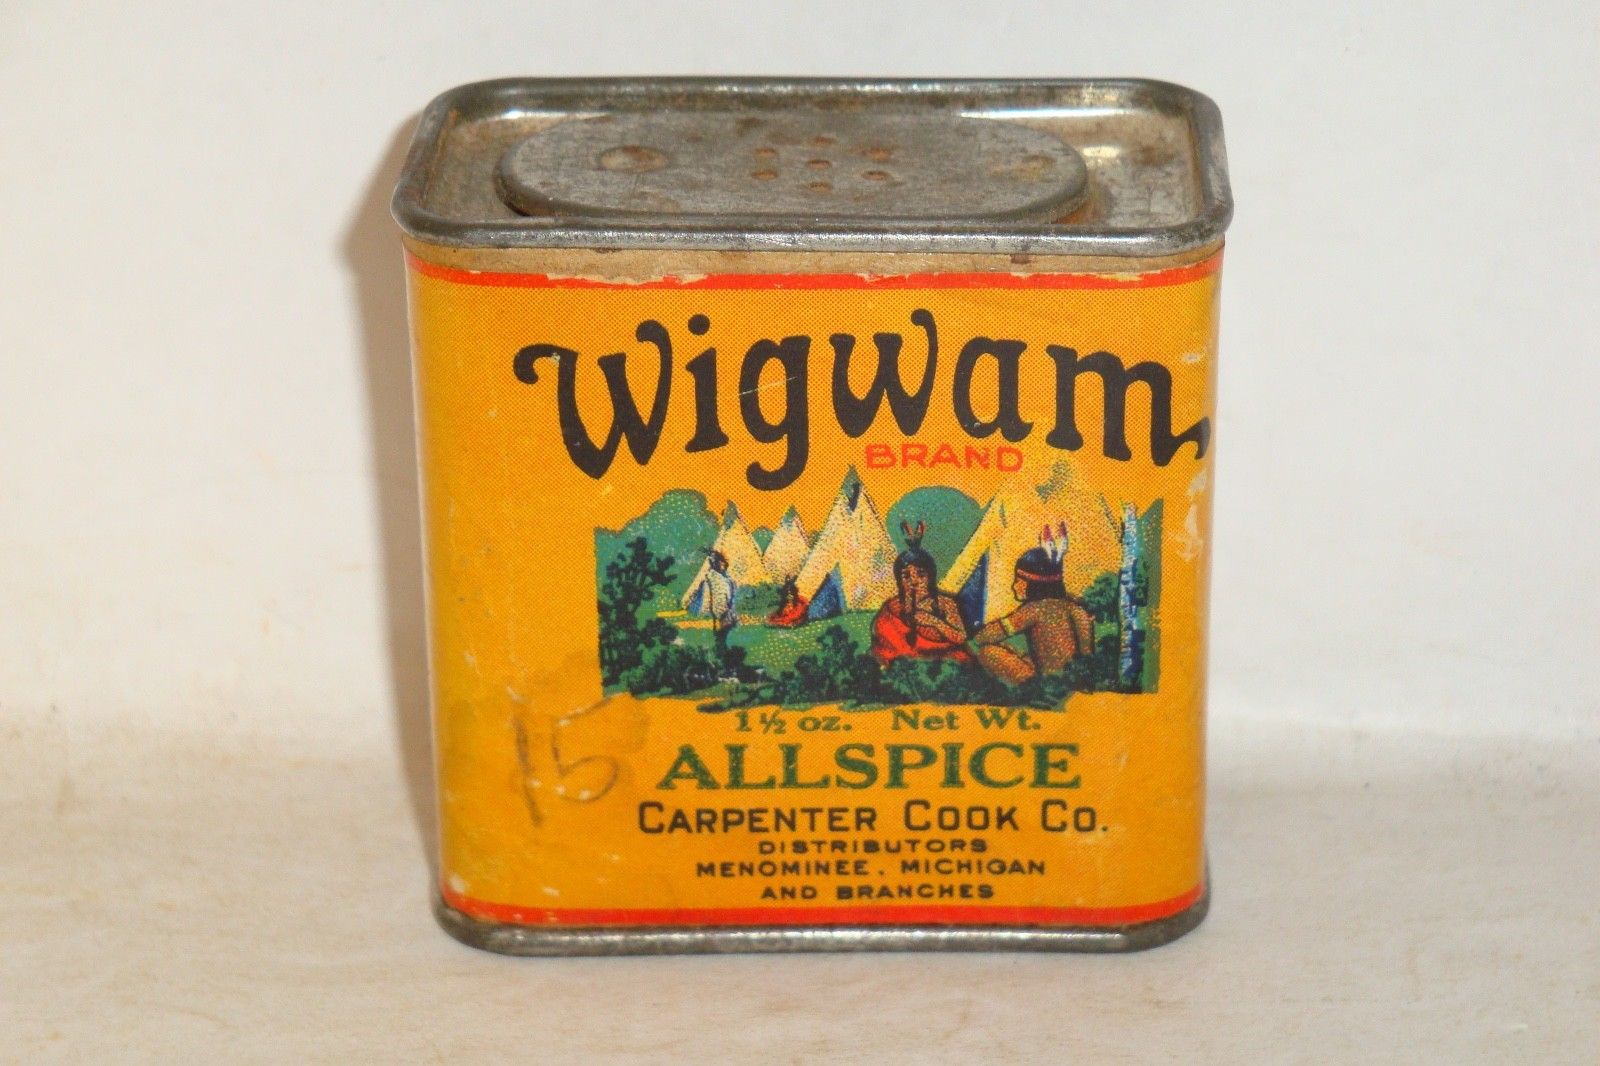 Wigwam
BRAND
1½ oz. Net Wt.
15
ALLSPICE
CARPENTER COOK CO.
DISTRIBUTORS
MENOMINEE, MICHIGAN
AND BRANCHES